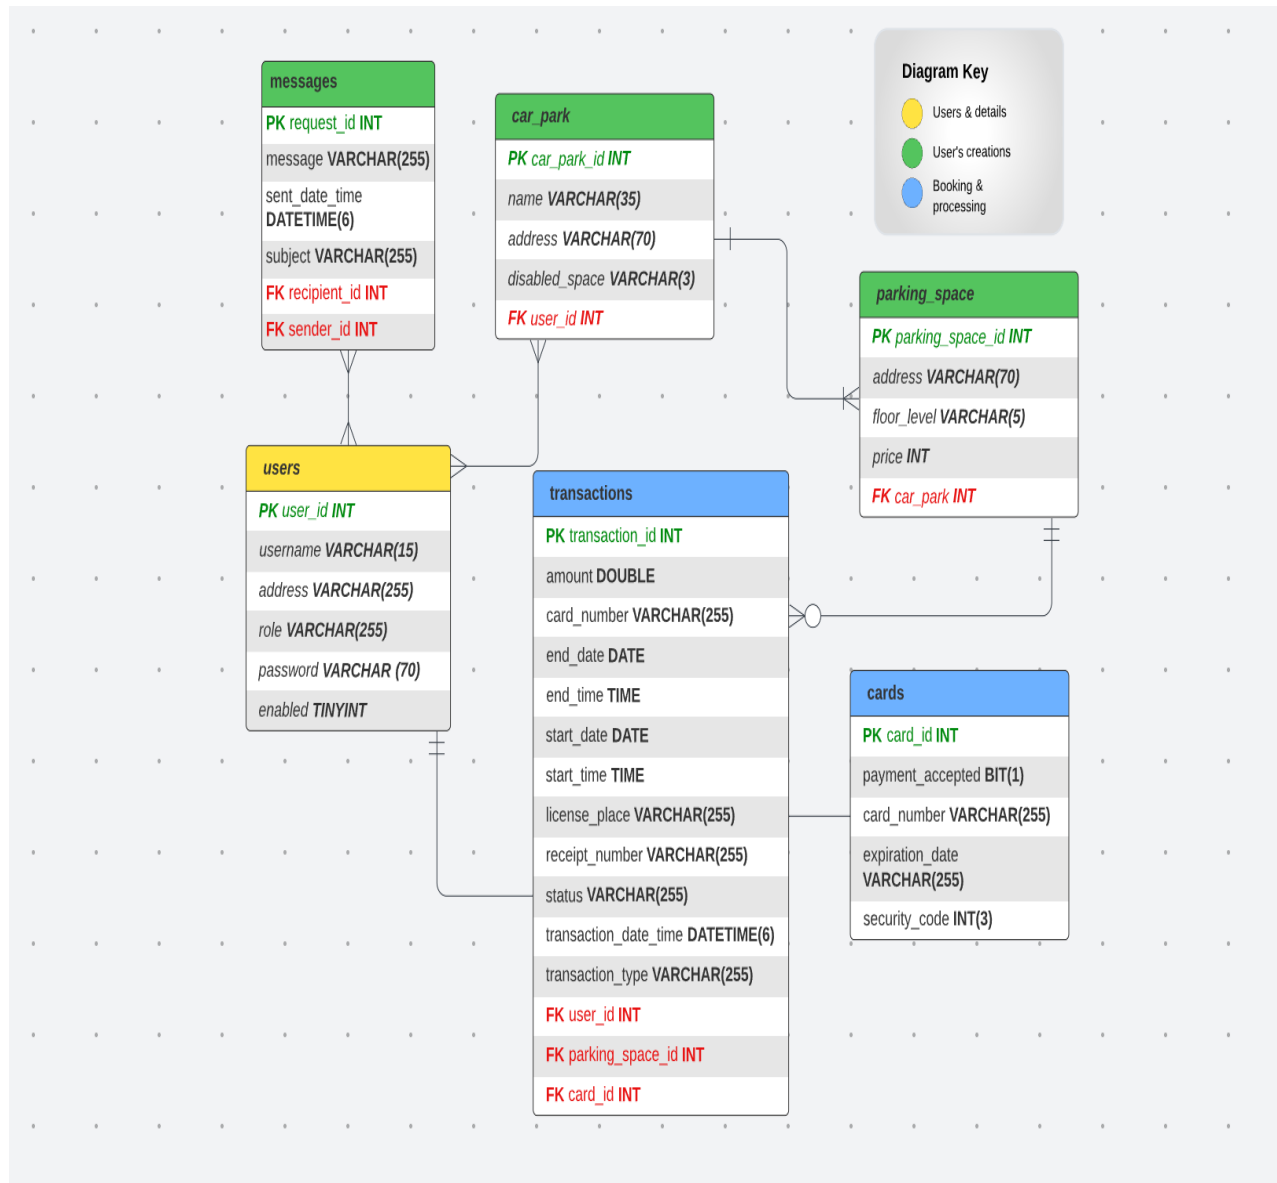 messages
PK request_id INT
message VARCHAR(255)
sent_date_time
DATETIME(6)
subject VARCHAR(255)
FK recipient_id INT
FK sender_id INT
car_park
PK car_park_id INT
name VARCHAR(35)
address VARCHAR(70)
disabled_space VARCHAR(3)
FK user_id INT
Diagram Key
Users & details
User's creations
Booking &
processing
parking_space
PK parking_space_id INT
address VARCHAR(70)
floor_level VARCHAR(5)
price INT
FK car_park INT
users
PK user_id INT
username VARCHAR(15)
address VARCHAR(255)
role VARCHAR(255)
password VARCHAR (70)
enabled TINYINT
transactions
PK transaction_id INT
amount DOUBLE
card_number VARCHAR(255)
end_date DATE
end_time TIME
start_date DATE
start_time TIME
license_place VARCHAR(255)
receipt_number VARCHAR(255)
status VARCHAR(255)
transaction_date_time DATETIME(6)
transaction_type VARCHAR(255)
FK user_id INT
FK parking_space_id INT
FK card_id INT
cards
PK card_id INT
payment_accepted BIT(1)
card_number VARCHAR(255)
expiration_date
VARCHAR(255)
security_code INT(3)